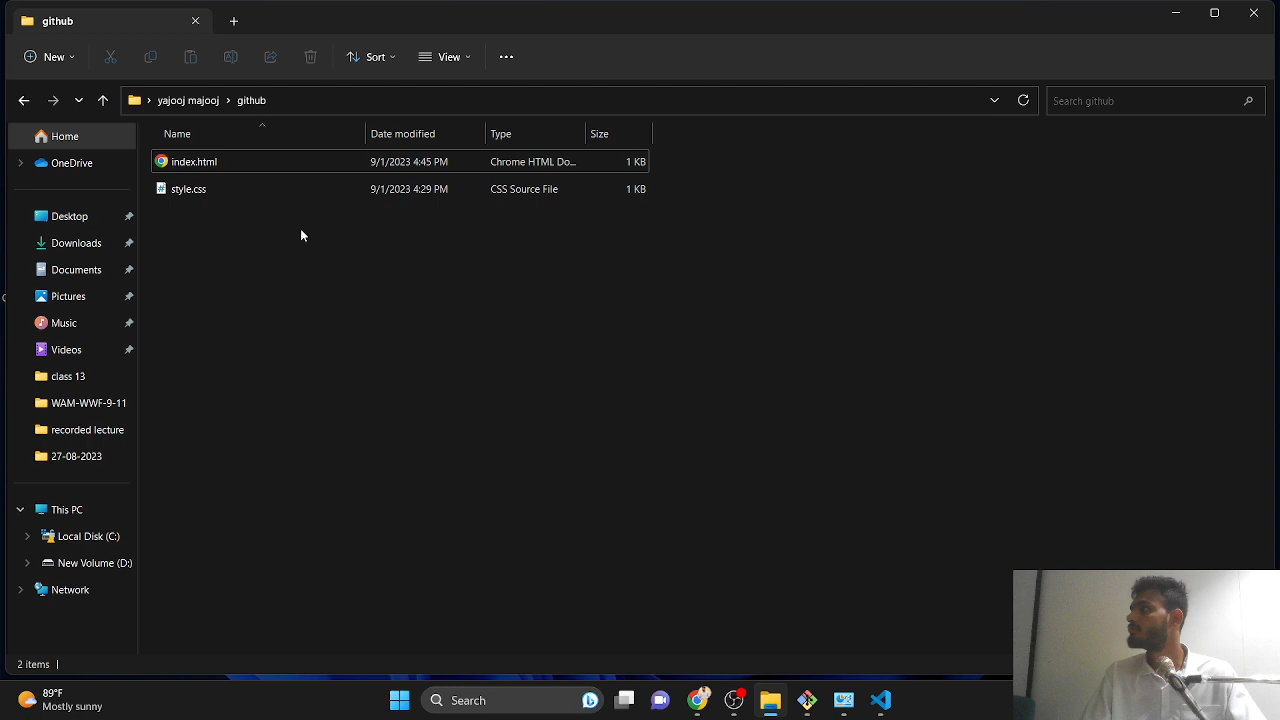 github
New Sort View
yajooj majooj github Search github
Name Date modified Type Size
index.html 9/1/2023 4:45 PM Chrome HTML Do... 1 KB
style.css 9/1/2023 4:29 PM CSS Source File 1 KB
Home
OneDrive
Desktop
Downloads
Documents
Pictures
Music
Videos
class 13
WAM-WWF-9-11
recorded lecture
27-08-2023
This PC
Local Disk (C:)
New Volume (D:)
Network
2 items
89°F
Mostly sunny
Search